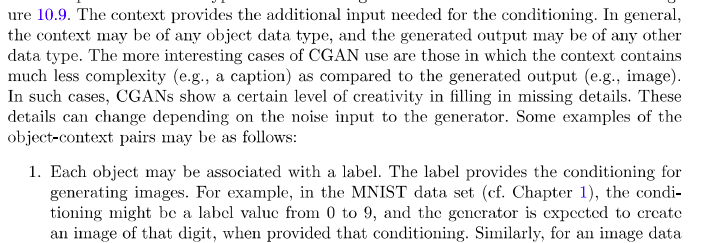 ure 10.9. The context provides the additional input needed for the conditioning. In general,
the context may be of any object data type, and the generated output may be of any other
data type. The more interesting cases of CGAN use are those in which the context contains
much less complexity (e.g., a caption) as compared to the generated output (e.g., image).
In such cases, CGANs show a certain level of creativity in filling in missing details. These
details can change depending on the noise input to the generator. Some examples of the
object-context pairs may be as follows:
1. Each object may be associated with a label. The label provides the conditioning for
generating images. For example, in the MNIST data set (cf. Chapter 1), the condi-
tioning might be a label value from 0 to 9, and the generator is expected to create
an image of that digit, when provided that conditioning. Similarly, for an image data